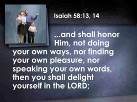 Isaiah 58:13, 14
...and shall honor
Him, not doing
your own ways, nor finding
your own pleasure, nor
speaking your own words,
then you shall delight
yourself in the LORD;